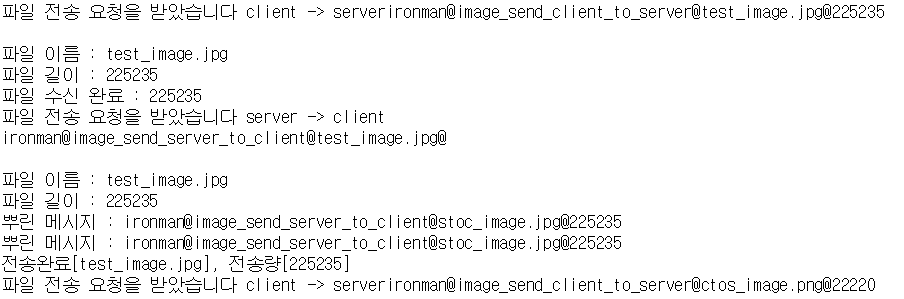 파일 전송 요청을 받았습니다 client -> serverironman@image_send_client_to_server@test_image.jpg@225235
파일 이름 : test_image.jpg
파일 길이 : 225235
파일 수신 완료 : 225235
파일 전송 요청을 받았습니다 server -> client
ironman@image_send_server_to_client@test_image.jpg@
파일 이름 : test_image.jpg
파일 길이 : 225235
뿌린 메시지 : ironman@image_send_server_to_client@stoc_image.jpg@225235
뿌린 메시지 : ironman@image_send_server_to_client@stoc_image.jpg@225235
전송완료[test_image.jpg], 전송량[225235]
파일 전송 요청을 받았습니다 client -> serverironman@image_send_client_to_server@ctos_image.png@22220